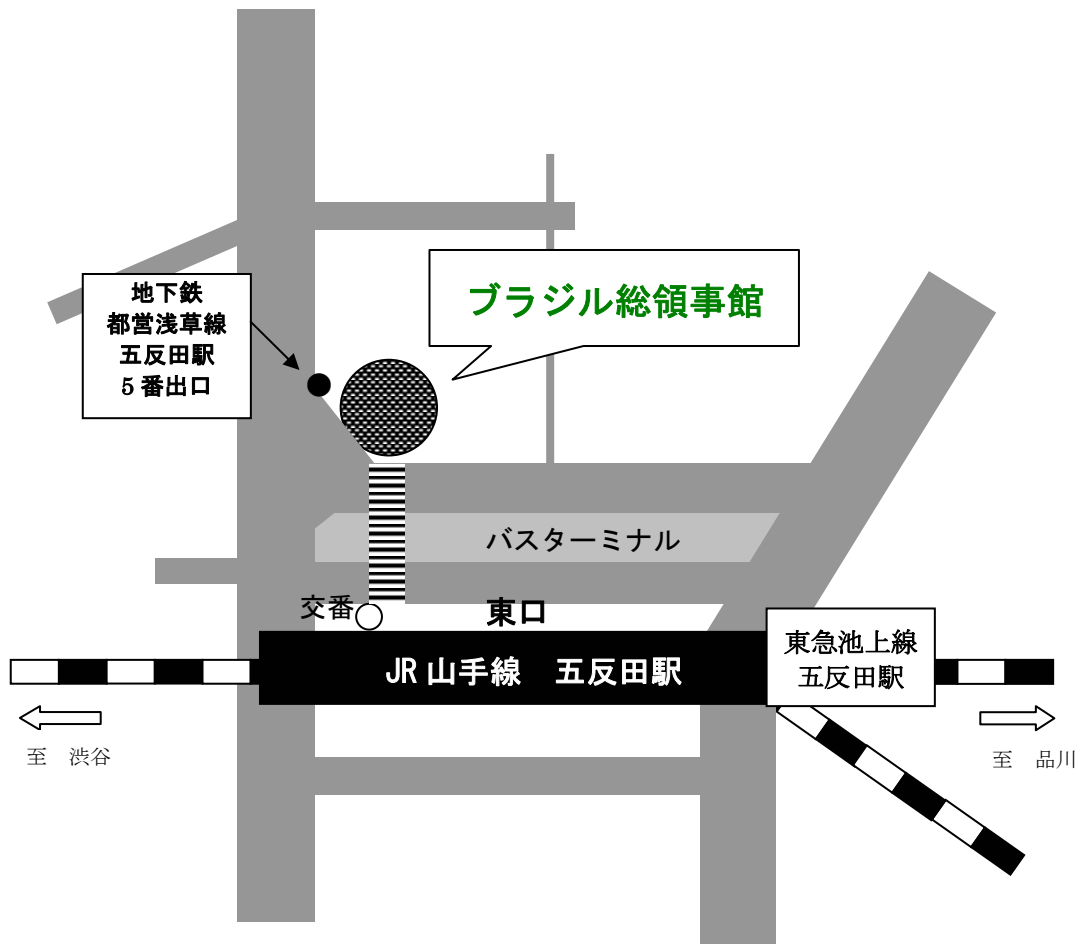 ブラジル総領事館
地下鉄
都営浅草線
五反田駅
5番出口
バスターミナル
交番
東口
JR山手線　五反田駅
東急池上線
五反田駅
至　渋谷
至　品川